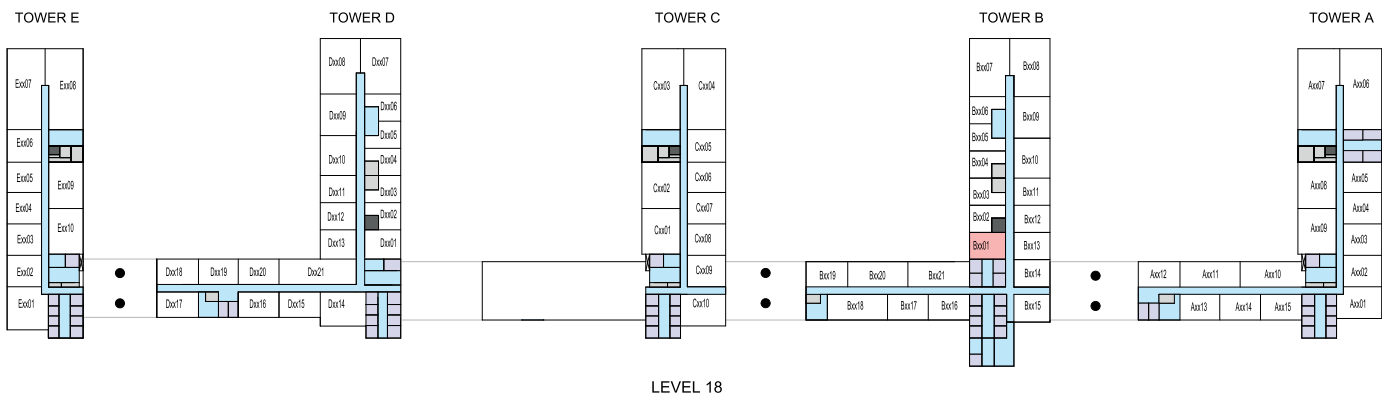 TOWER E
TOWER D
TOWER C
TOWER B
TOWER A
Exx07
Exx08
Exx06
Exx05
Exx09
Exx04
Exx10
Exx03
Exx02
Exx01
Dxx08
Dxx07
Dxx06
Dxx09
Dxx05
Dxx10
Dxx04
Dxx11
Dxx03
Dxx12
Dxx02
Dxx13
Dxx01
Dxx18
Dxx19
Dxx20
Dxx21
Dxx17
Dxx16
Dxx15
Dxx14
Cxx03
Cxx04
Cxx05
Cxx02
Cxx06
Cxx07
Cxx01
Cxx08
Cxx09
Cxx10
Bxx07
Bxx08
Bxx06
Bxx09
Bxx05
Bxx04
Bxx10
Bxx03
Bxx11
Bxx02
Bxx12
Bxx01
Bxx13
Bxx19
Bxx20
Bxx21
Bxx14
Bxx18
Bxx17
Bxx16
Bxx15
Axx07
Axx06
Axx08
Axx05
Axx04
Axx09
Axx03
Axx12
Axx11
Axx10
Axx02
Axx13
Axx14
Axx15
Axx01
LEVEL 18